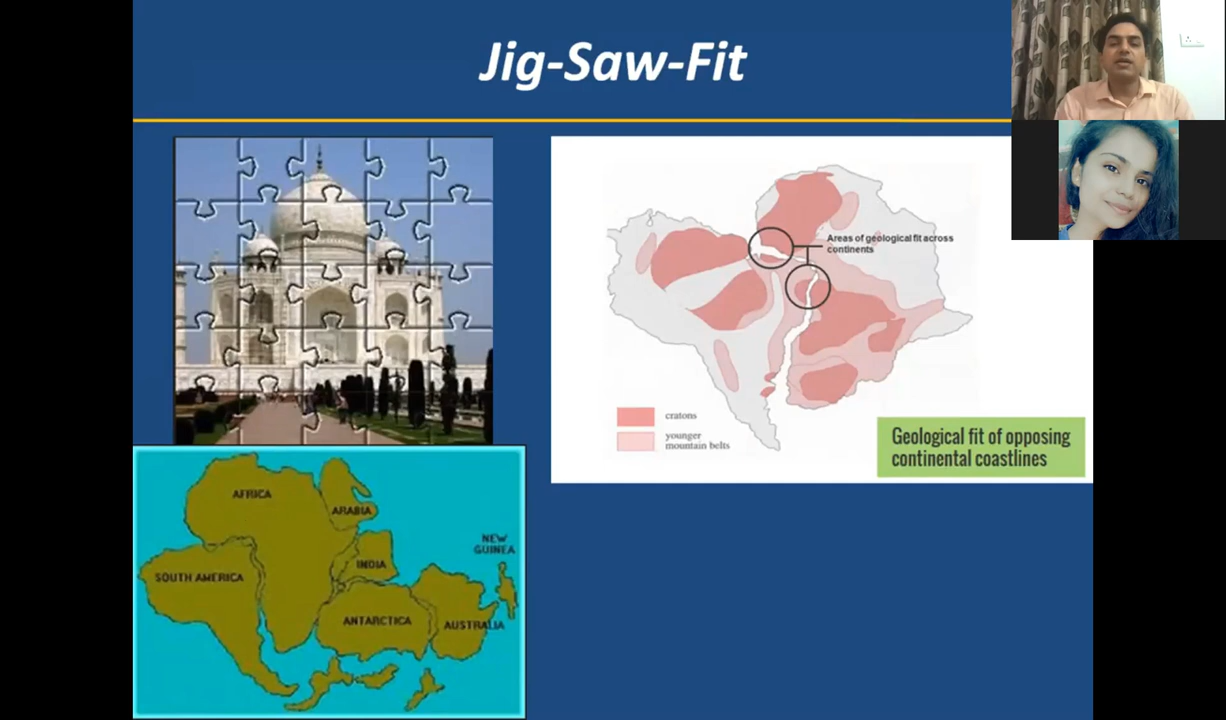 Jig-Saw-Fit
Areas of geological fit across
continents
cratons
younger
mountain belts
Geological fit of opposing
continental coastlines
AFRICA
ARABIA
NEW
GUINEA
INDIA
SOUTH AMERICA
ANTARCTICA
AUSTRALIA